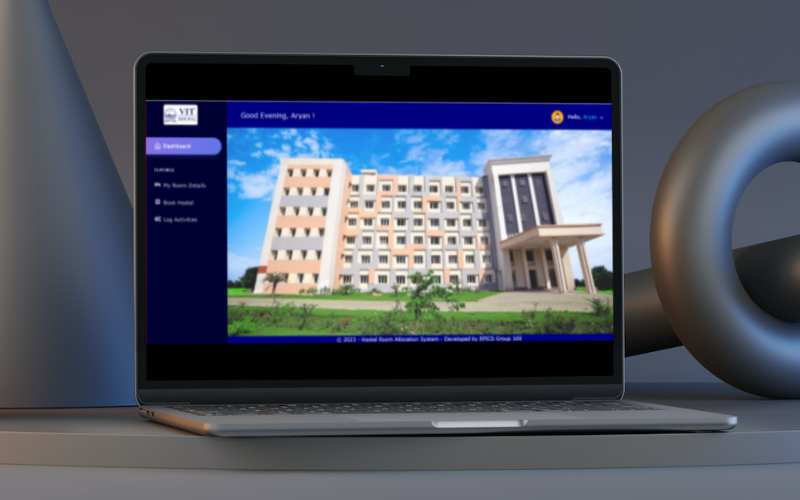 VIT
BHOPAL
Good Evening, Aryan !
Hello, Aryan
Dashboard
FEATURES
My Room Details
Book Hostel
Log Activities
© 2023 - Hostel Room Allocation System - Developed by EPICS Group 166